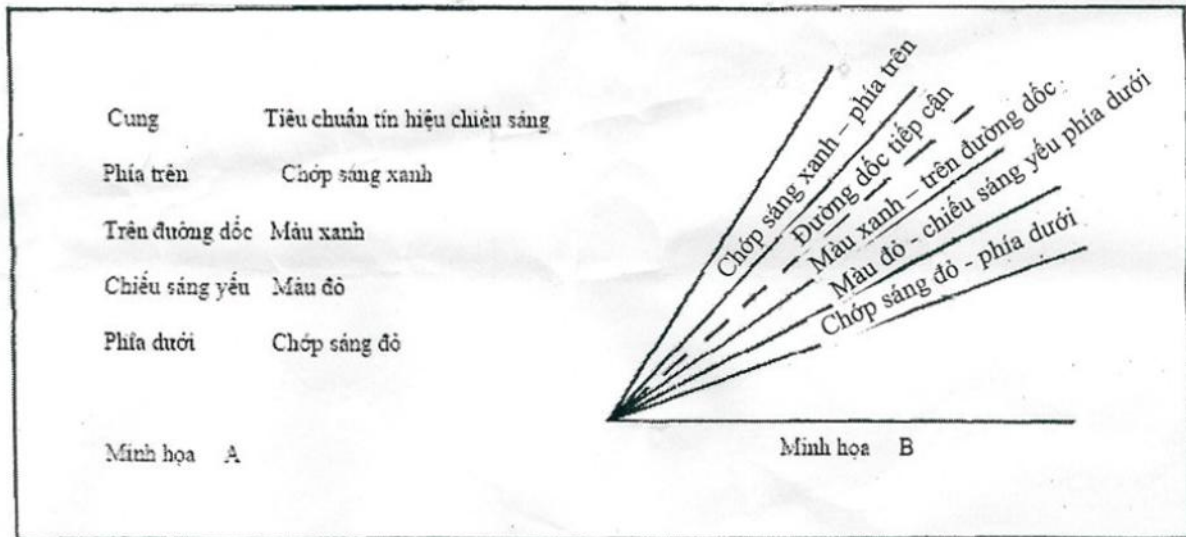 Cung Tiêu chuẩn tín hiệu chiếu sáng
Phía trên Chớp sáng xanh
Trên đường dốc Màu xanh
Chiếu sáng yếu Màu đỏ
Phía dưới Chớp sáng đỏ
Minh họa A
Chớp sáng xanh – phía trên
Đường dốc tiếp cận
Màu xanh – trên đường dốc
Màu đỏ - chiếu sáng yếu phía dưới
Chớp sáng đỏ - phía dưới
Minh họa B